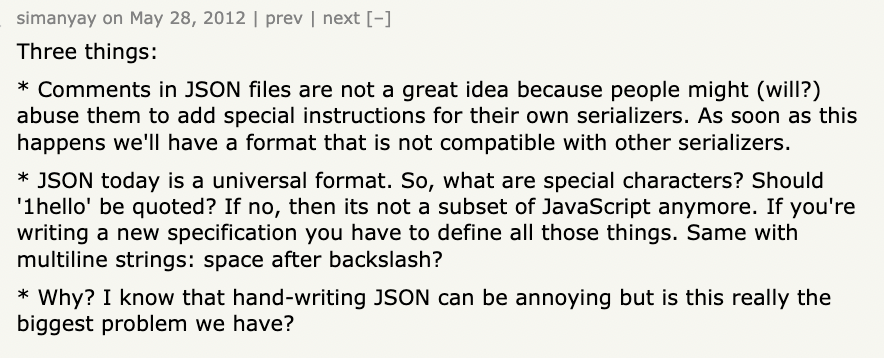 simanyay on May 28, 2012 | prev | next [–]
Three things:
* Comments in JSON files are not a great idea because people might (will?)
abuse them to add special instructions for their own serializers. As soon as this
happens we'll have a format that is not compatible with other serializers.
* JSON today is a universal format. So, what are special characters? Should
'1hello' be quoted? If no, then its not a subset of JavaScript anymore. If you're
writing a new specification you have to define all those things. Same with
multiline strings: space after backslash?
* Why? I know that hand-writing JSON can be annoying but is this really the
biggest problem we have?